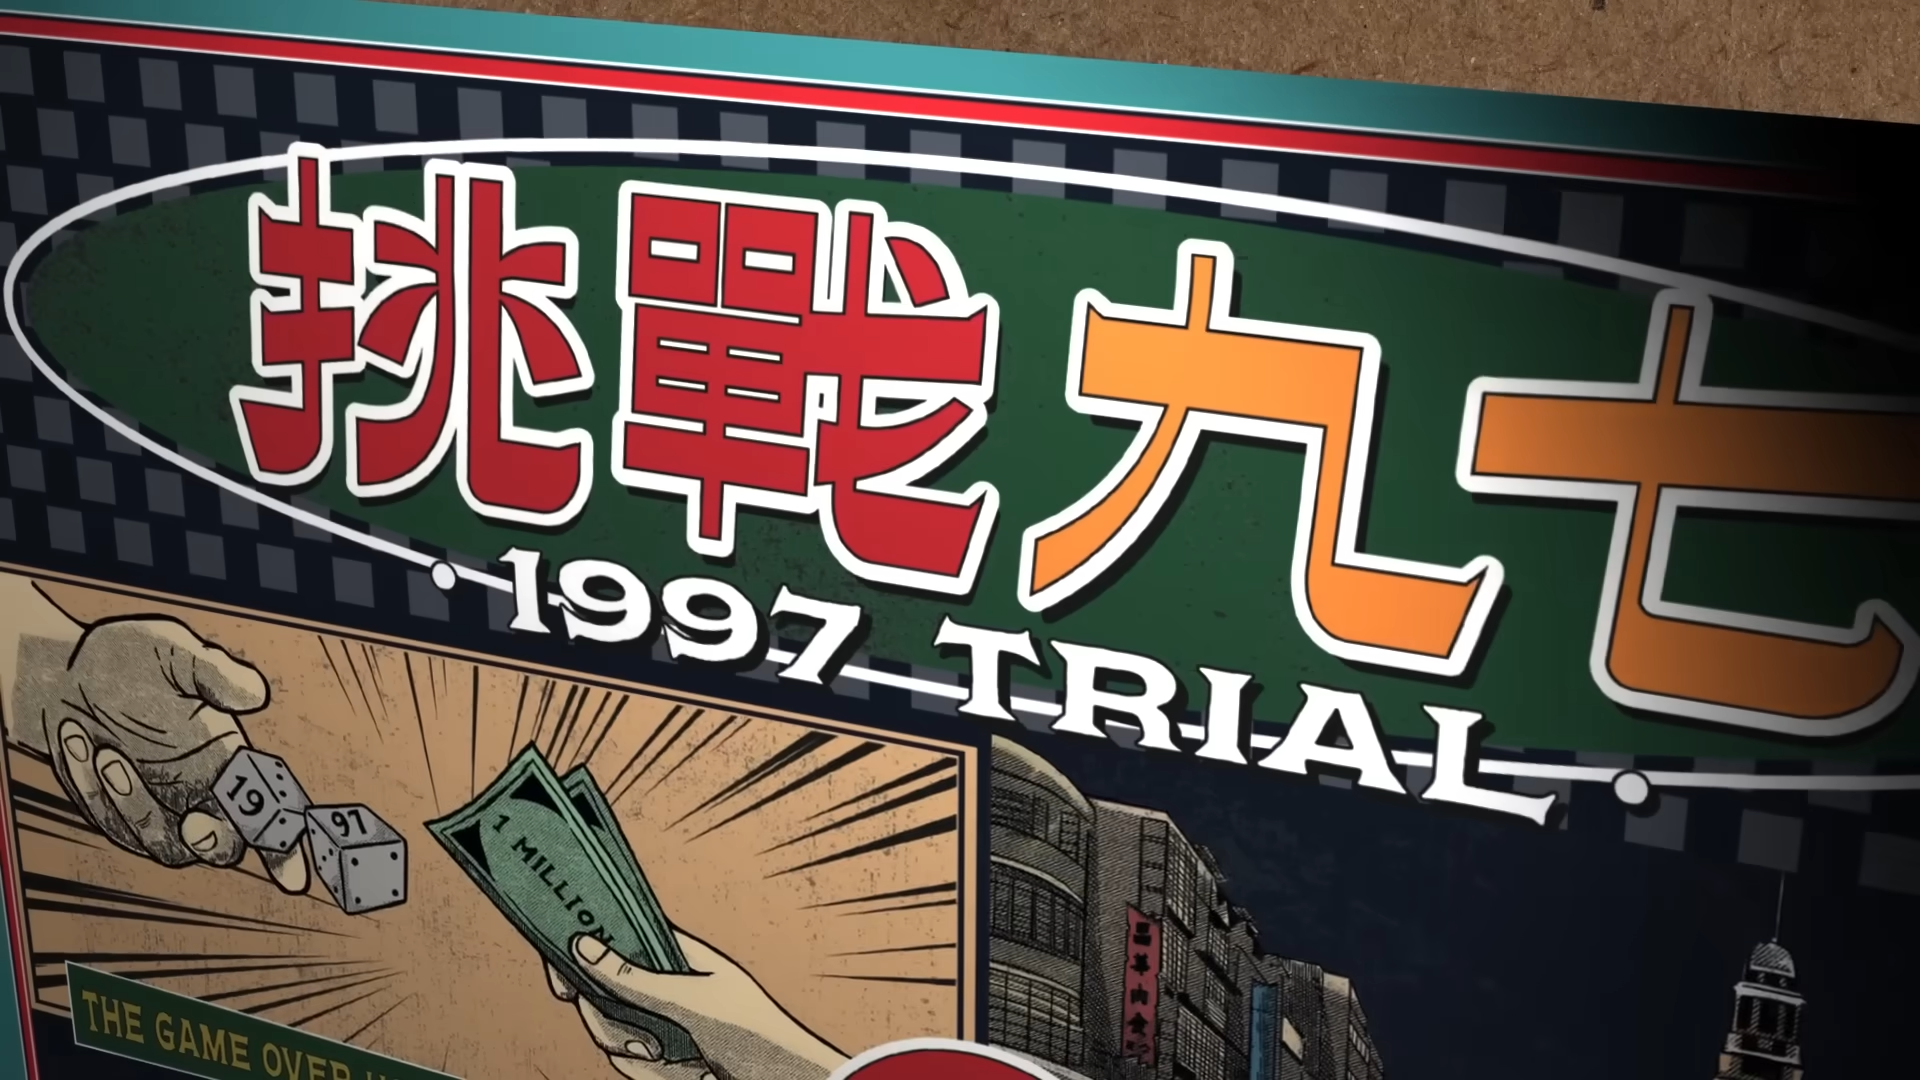 挑戰九七
1997 TRIAL
19
97
1 MILLION
THE GAME OVER